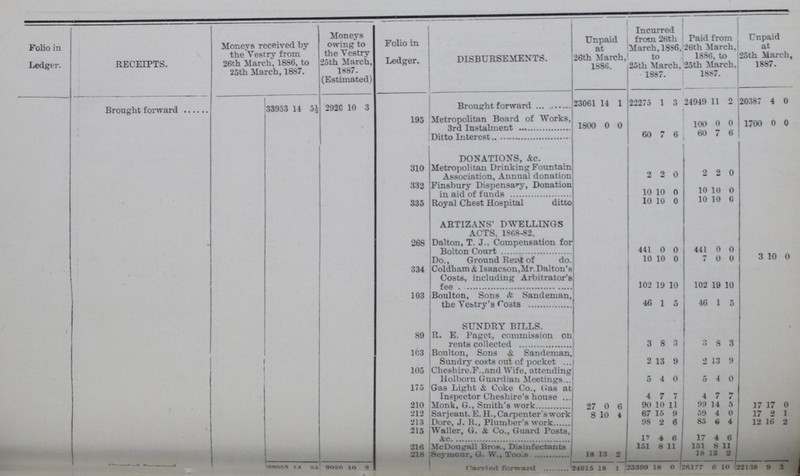 Folio in Ledger. | RECEIPTS. | Moneys received by the Vestry from 26th March, 1886, to 25th March, 1887. | Moneys owing to the Vestry 25th March, 1887. (Estimated) | Folio in Ledger. | DISBURSEMENTS. | Unpaid at 26th March, 1886. | Incurred from 26th March, 1886, to 25th March, 1887. | Paid from 26th March, 1886, to 25th March, 1887. | Unpaid at 25th March, 1887.
Brought forward ...... 33953 14 5½ 2920 10 3
Brought forward ... ...... 23061 14 1 22275 1 3 24949 11 2 20387 4 0
195 Metropolitan Board of Works,
3rd Instalment ............... 1800 0 0 100 0 0 1700 0 0
Ditto Interest.................. 60 7 6 60 7 6
DONATIONS, &c.
310 Metropolitan Drinking Fountain
Association, Annual donation 2 2 0 2 2 0
332 Finsbury Dispensary, Donation
in aid of funds .................. 10 10 0 10 10 0
335 Royal Chest Hospital ditto 10 10 0 10 10 0
ARTIZANS' DWELLINGS
ACTS, 1868-82.
268 Dalton, T. J., Compensation for
Bolton Court .................. 441 0 0 441 0 0
Do., Ground Rent of do. 10 10 0 7 0 0 3 10 0
334 Coldham & Isaacson, Mr. Dalton's
Costs, including Arbitrator's
fee .............................. 102 19 10 102 19 10
103 Boulton, Sons & Sandeman,
the Vestry's Costs ............ 46 1 5 46 1 5
SUNDRY BILLS.
89 R. E. Paget, commission on
rents collected .................. 3 8 3 3 8 3
103 Boulton, Sons & Sandeman,
Sundry costs out of pocket ... 2 13 9 2 13 9
105 Cheshire, F., and Wife, attending
Holborn Guardian Meetings... 5 4 0 5 4 0
175 Gas Light & Coke Co., Gas at
Inspector Cheshire's house ... 4 7 7 4 7 7
210 Monk, G., Smith's work............ 27 0 6 90 10 11 99 14 5 17 17 0
212 Sarjeant. E. H., Carpenter's work 8 10 4 67 15 9 59 4 0 17 2 1
213 Dore, J. R., Plumber's work...... 98 2 6 85 6 4 12 16 2
215 Waller, G. & Co., Guard Posts,
&c. .............................. 17 4 6 17 4 6
216 McDougall Bros., Disinfectants 151 8 11 151 8 11
218 Seymour, G. W., Tools ............ 18 13 2 18 13 2
Carried forward ...... 24915 18 1 23399 18 0 26177 6 10 22138 9 3